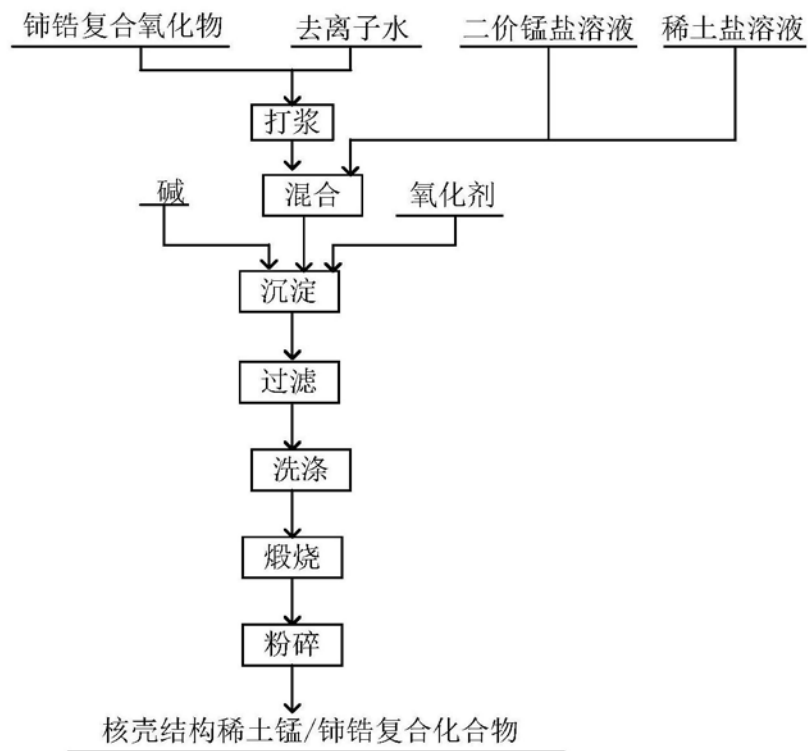 铈锆复合氧化物
去离子水
二价锰盐溶液
稀土盐溶液
打浆
混合
碱
氧化剂
沉淀
过滤
洗涤
煅烧
粉碎
核壳结构稀土锰/铈锆复合化合物